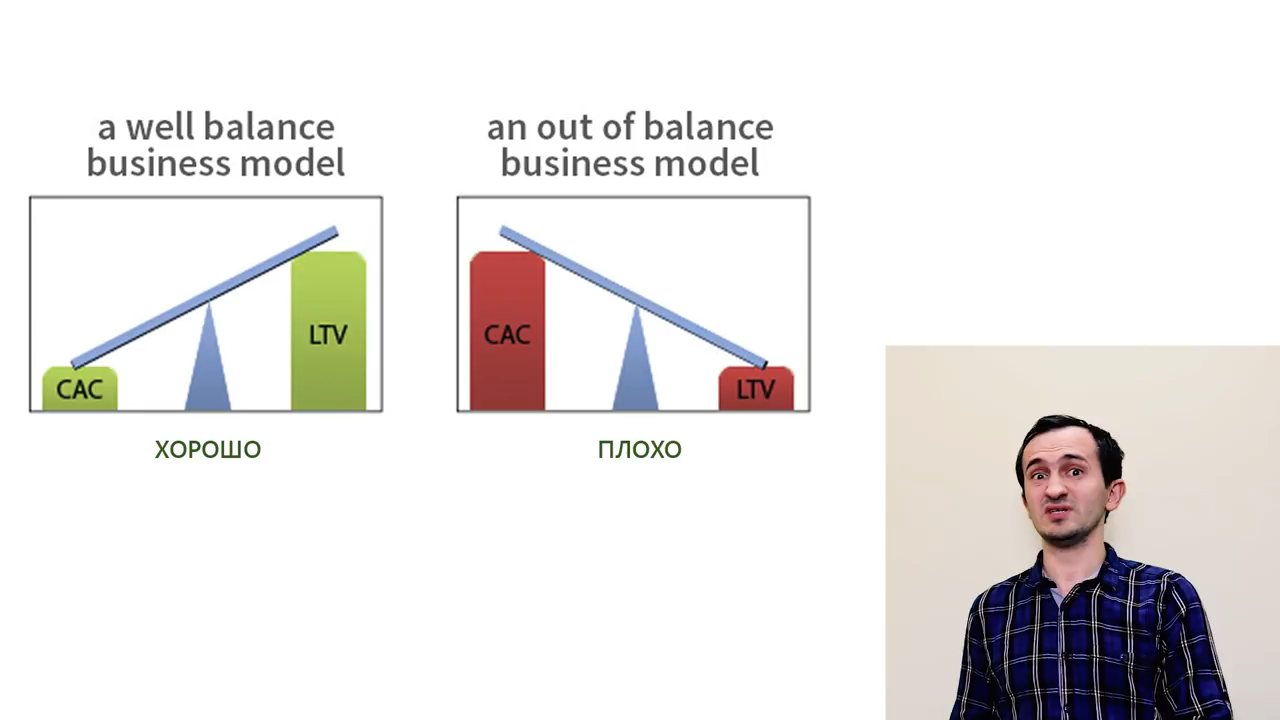 a well balance
business model
an out of balance
business model
CAC
LTV
CAC
LTV
ХОРОШО
ПЛОХО